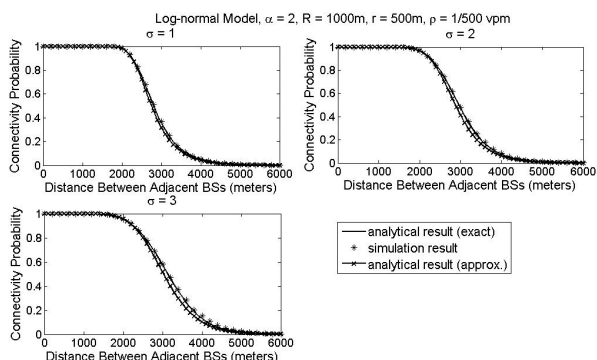 Log-normal Model, α = 2, R = 1000m, r = 500m, ρ = 1/500 vpm
σ = 1
Connectivity Probability
1
0.8
0.6
0.4
0.2
0
0 1000 2000 3000 4000 5000 6000
Distance Between Adjacent BSs (meters)
σ = 2
Connectivity Probability
1
0.8
0.6
0.4
0.2
0
0 1000 2000 3000 4000 5000 6000
Distance Between Adjacent BSs (meters)
σ = 3
Connectivity Probability
1
0.8
0.6
0.4
0.2
0
0 1000 2000 3000 4000 5000 6000
Distance Between Adjacent BSs (meters)
analytical result (exact)
simulation result
analytical result (approx.)